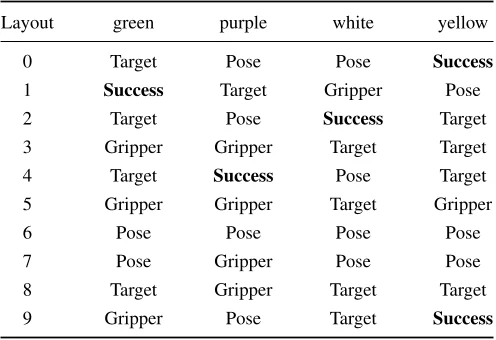 Layout green purple white yellow
0 Target Pose Pose Success
1 Success Target Gripper Pose
2 Target Pose Success Target
3 Gripper Gripper Target Target
4 Target Success Pose Target
5 Gripper Gripper Target Gripper
6 Pose Pose Pose Pose
7 Pose Gripper Pose Pose
8 Target Gripper Target Target
9 Gripper Pose Target Success